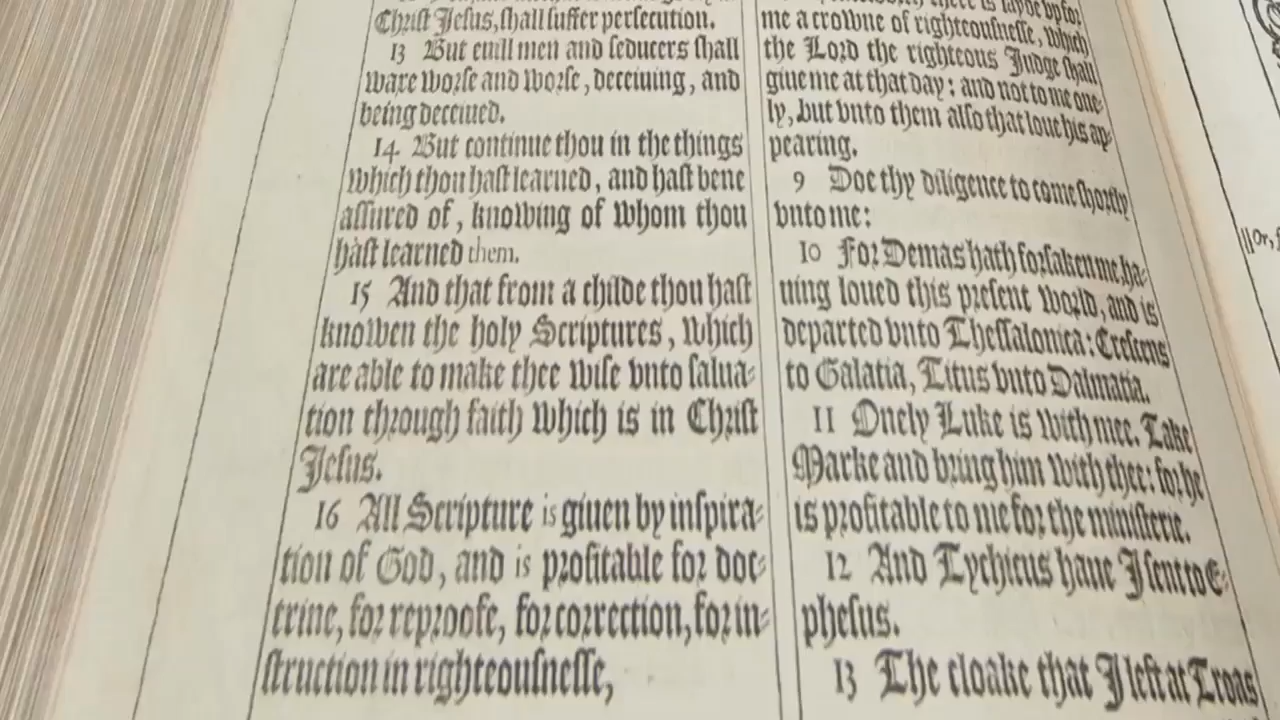 Christ Jesus, shall suffer persecution.
13 But euill men and seducers shall
waxe worse and worse, deceiuing, and
being deceiued.
14 But continue thou in the things
which thou hast learned, and hast bene
assured of, knowing of whom thou
hast learned them.
15 And that from a childe thou hast
knowen the holy Scriptures, which
are able to make thee wise vnto salua-
tion through faith which is in Christ
Jesus.
16 All Scripture is giuen by inspira-
tion of God, and is profitable for doc-
trine, for reproofe, for correction, for in-
struction in righteousnesse,
there is layde vp for
me a crowne of righteousnesse, which
the Lord the righteous Judge shall
giue me at that day: and not to me one-
ly, but vnto them also that loue his ap-
pearing.
9 Doe thy diligence to come shortly
vnto me:
10 For Demas hath forsaken me, ha-
uing loued this present world, and is
departed vnto Thessalonica: Crescens
to Galatia, Titus vnto Dalmatia.
11 Onely Luke is with mee. Take
Marke and bring him with thee: for he
is profitable to me for the ministerie.
12 And Tychicus haue I sent to E-
phesus.
13 The cloake that I left at Troas
||Or,